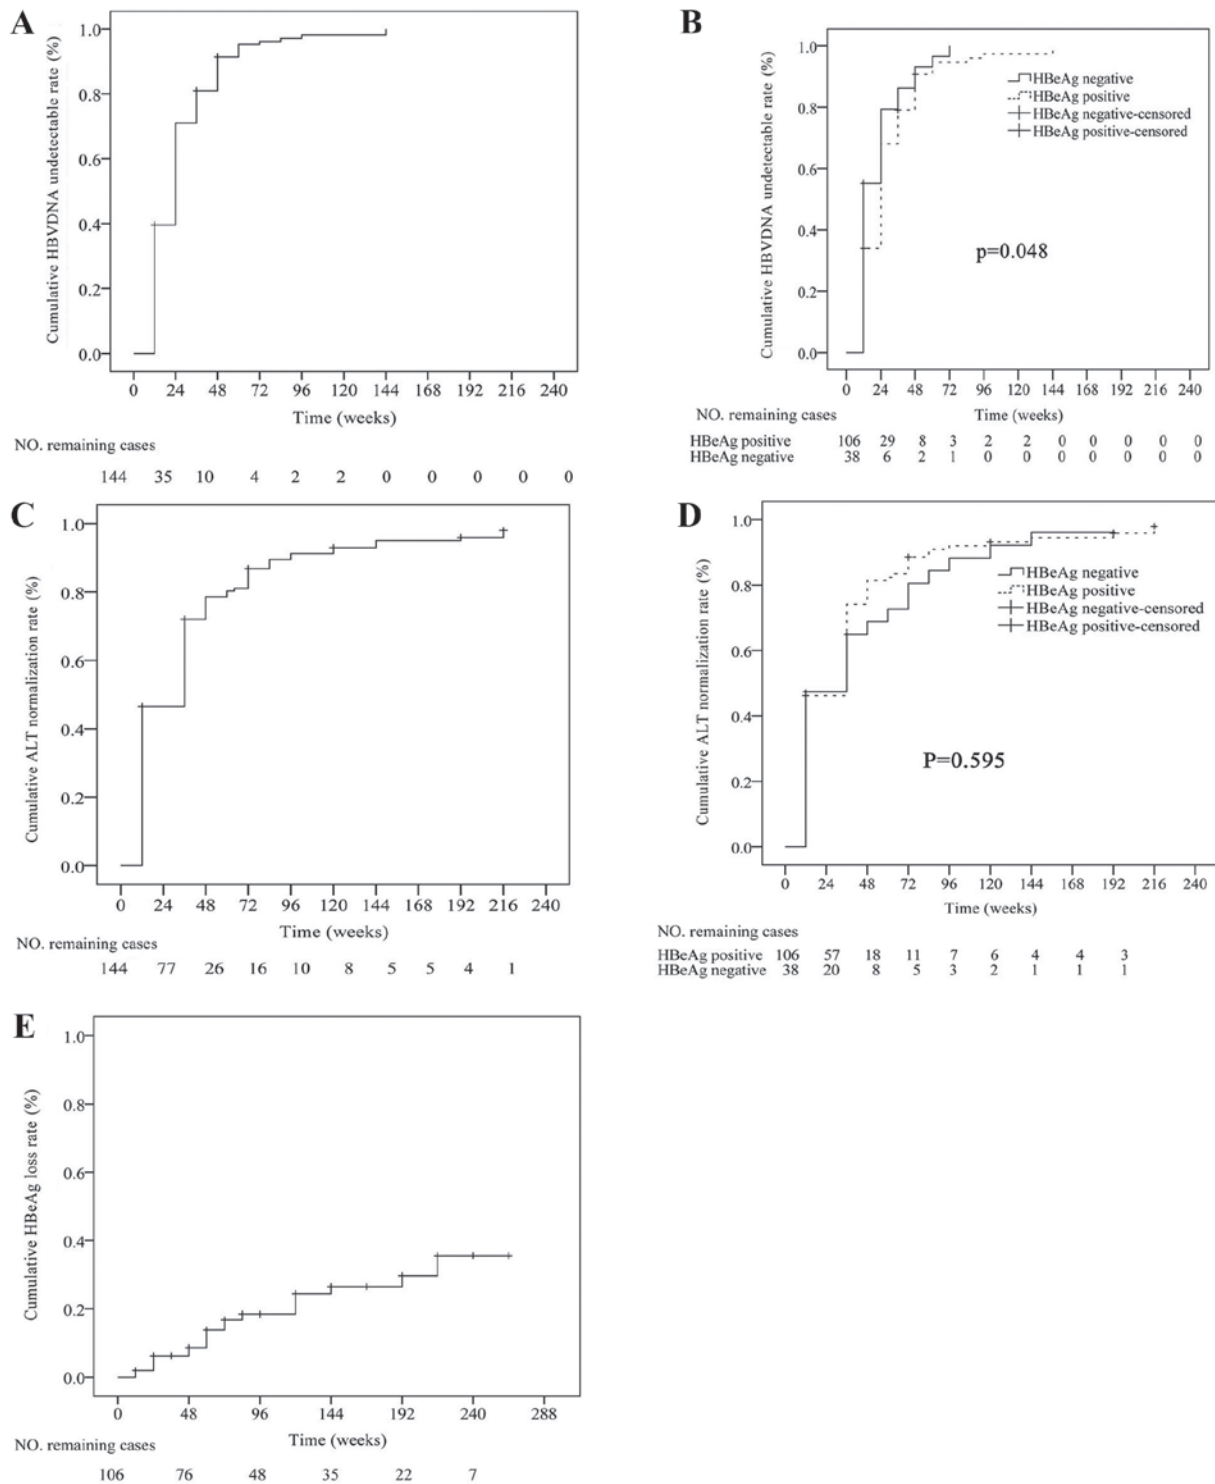 A
Cumulative HBVDNA undetectable rate (%)
1.0
0.8
0.6
0.4
0.2
0.0
0 24 48 72 96 120 144 168 192 216 240
Time (weeks)
NO. remaining cases
144 35 10 4 2 2 0 0 0 0 0
B
Cumulative HBVDNA undetectable rate (%)
1.0
0.8
0.6
0.4
0.2
0.0
HBeAg negative
HBeAg positive
HBeAg negative-censored
HBeAg positive-censored
p=0.048
0 24 48 72 96 120 144 168 192 216 240
Time (weeks)
NO. remaining cases
HBeAg positive 106 29 8 3 2 2 0 0 0 0 0
HBeAg negative 38 6 2 1 0 0 0 0 0 0 0
C
Cumulative ALT normalization rate (%)
1.0
0.8
0.6
0.4
0.2
0.0
0 24 48 72 96 120 144 168 192 216 240
Time (weeks)
NO. remaining cases
144 77 26 16 10 8 5 5 4 1
D
Cumulative ALT normalization rate (%)
1.0
0.8
0.6
0.4
0.2
0.0
HBeAg negative
HBeAg positive
HBeAg negative-censored
HBeAg positive-censored
P=0.595
0 24 48 72 96 120 144 168 192 216 240
Time (weeks)
NO. remaining cases
HBeAg positive 106 57 18 11 7 6 4 4 3
HBeAg negative 38 20 8 5 3 2 1 1 1
E
Cumulative HBeAg loss rate (%)
1.0
0.8
0.6
0.4
0.2
0.0
0 48 96 144 192 240 288
Time (weeks)
NO. remaining cases
106 76 48 35 22 7